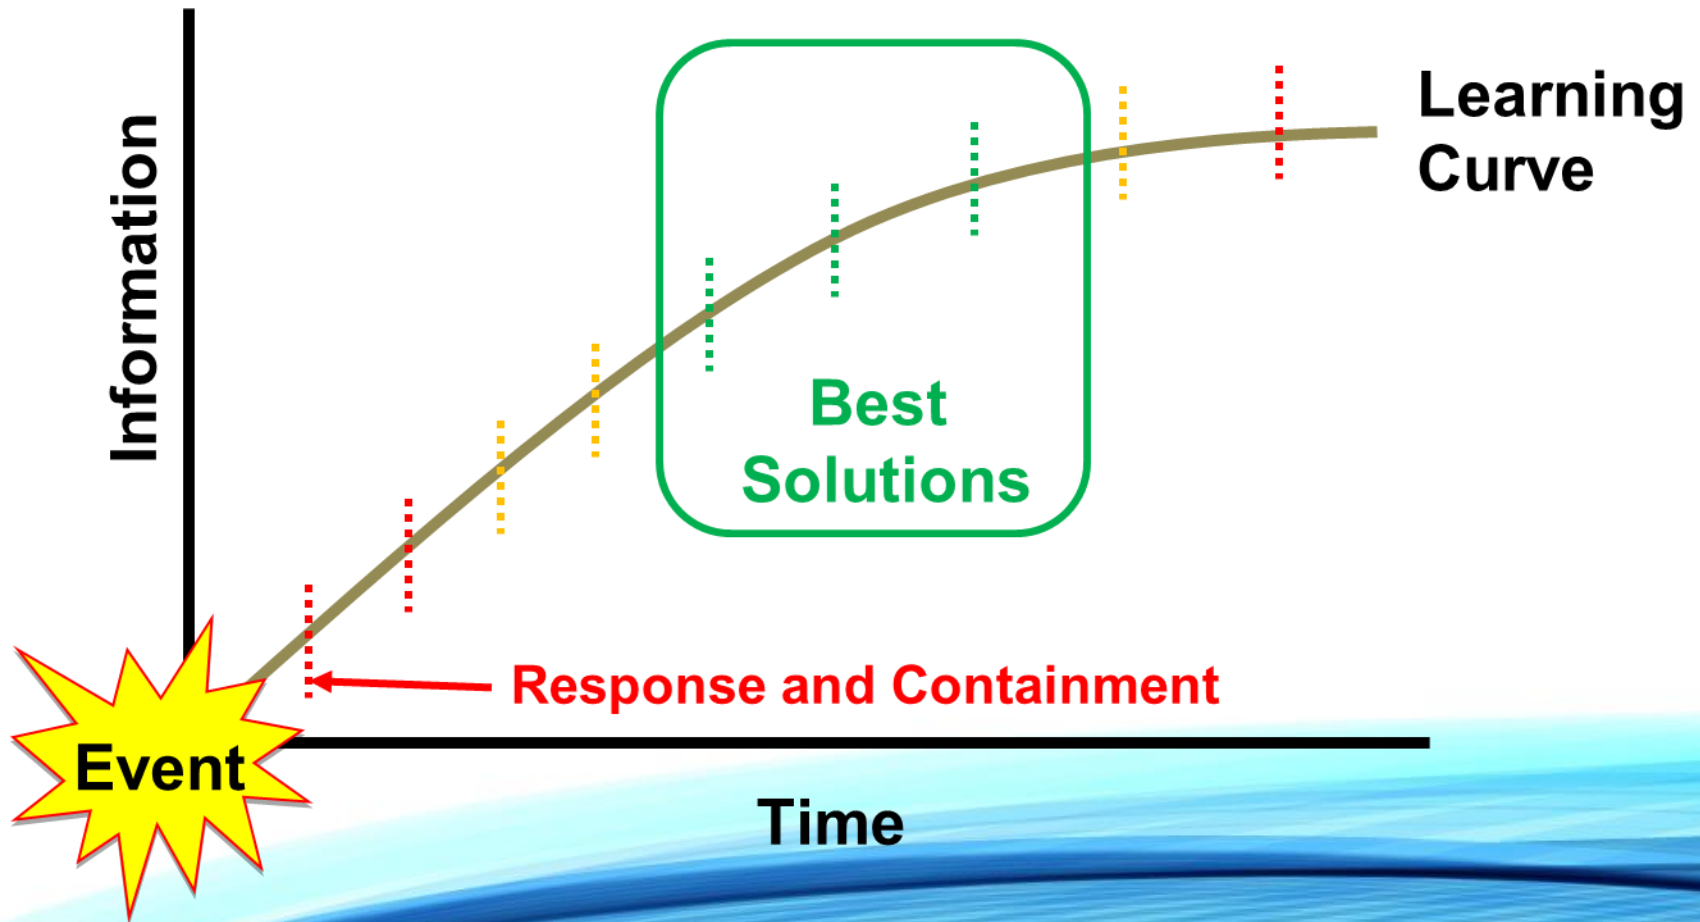 Information
Learning
Curve
Best
Solutions
Response and Containment
Event
Time